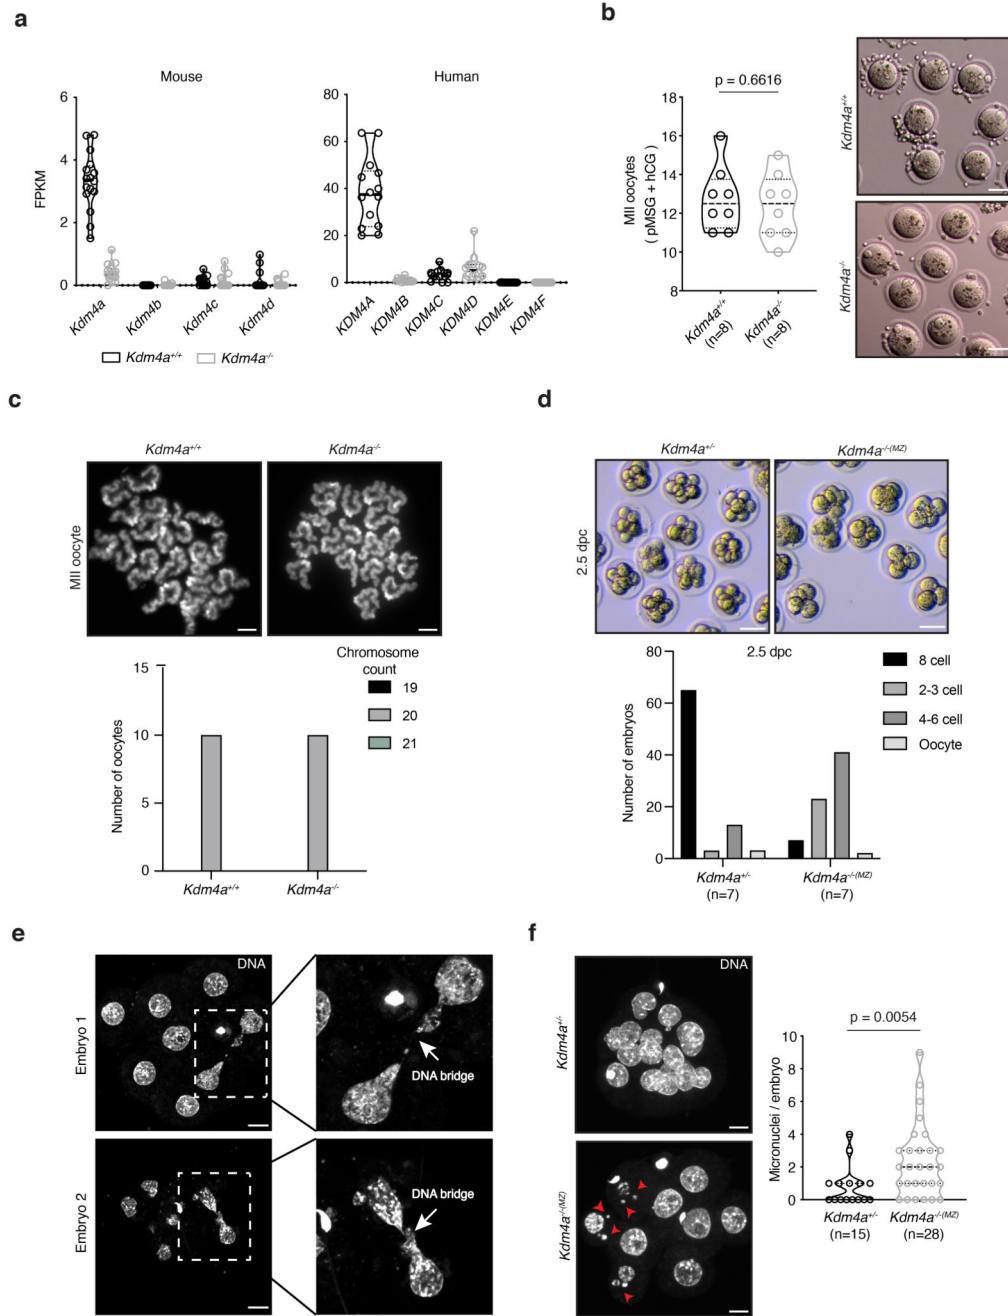 a
Mouse
Human
FPKM
6
4
2
0
80
60
40
20
0
Kdm4a
Kdm4b
Kdm4c
Kdm4d
KDM4A
KDM4B
KDM4C
KDM4D
KDM4E
KDM4F
Kdm4a+/+
Kdm4a-/-
b
p = 0.6616
MII oocytes
( pMSG + hCG )
18
16
14
12
10
8
Kdm4a+/+
(n=8)
Kdm4a-/-
(n=8)
Kdm4a+/+
Kdm4a-/-
c
Kdm4a+/+
Kdm4a-/-
MII oocyte
Chromosome
count
19
20
21
Number of oocytes
15
10
5
0
Kdm4a+/+
Kdm4a-/-
d
Kdm4a+/-
Kdm4a-/-(MZ)
2.5 dpc
2.5 dpc
Number of embryos
80
60
40
20
0
8 cell
2-3 cell
4-6 cell
Oocyte
Kdm4a+/-
(n=7)
Kdm4a-/-(MZ)
(n=7)
e
DNA
Embryo 1
DNA bridge
Embryo 2
DNA bridge
f
DNA
Kdm4a+/-
Kdm4a-/-(MZ)
p = 0.0054
Micronuclei / embryo
10
8
6
4
2
0
Kdm4a+/-
(n=15)
Kdm4a-/-(MZ)
(n=28)